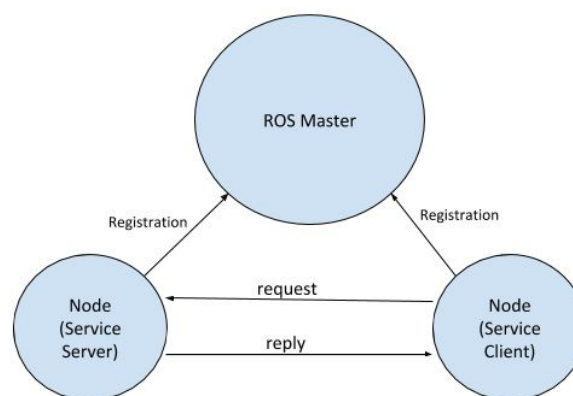 ROS Master
Registration
Registration
request
Node
(Service
Server)
Node
(Service
Client)
reply